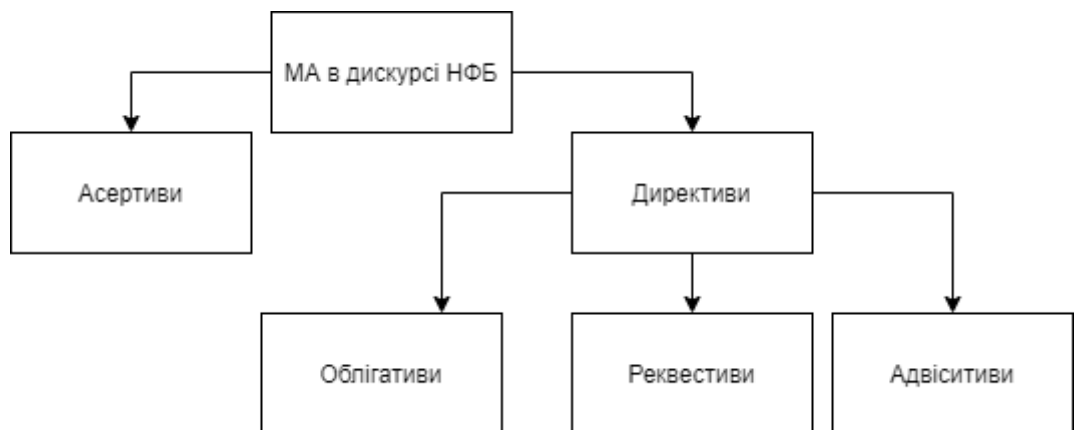 МА в дискурсі НФБ
Асертиви
Директиви
Облігативи
Реквестиви
Адвіситиви